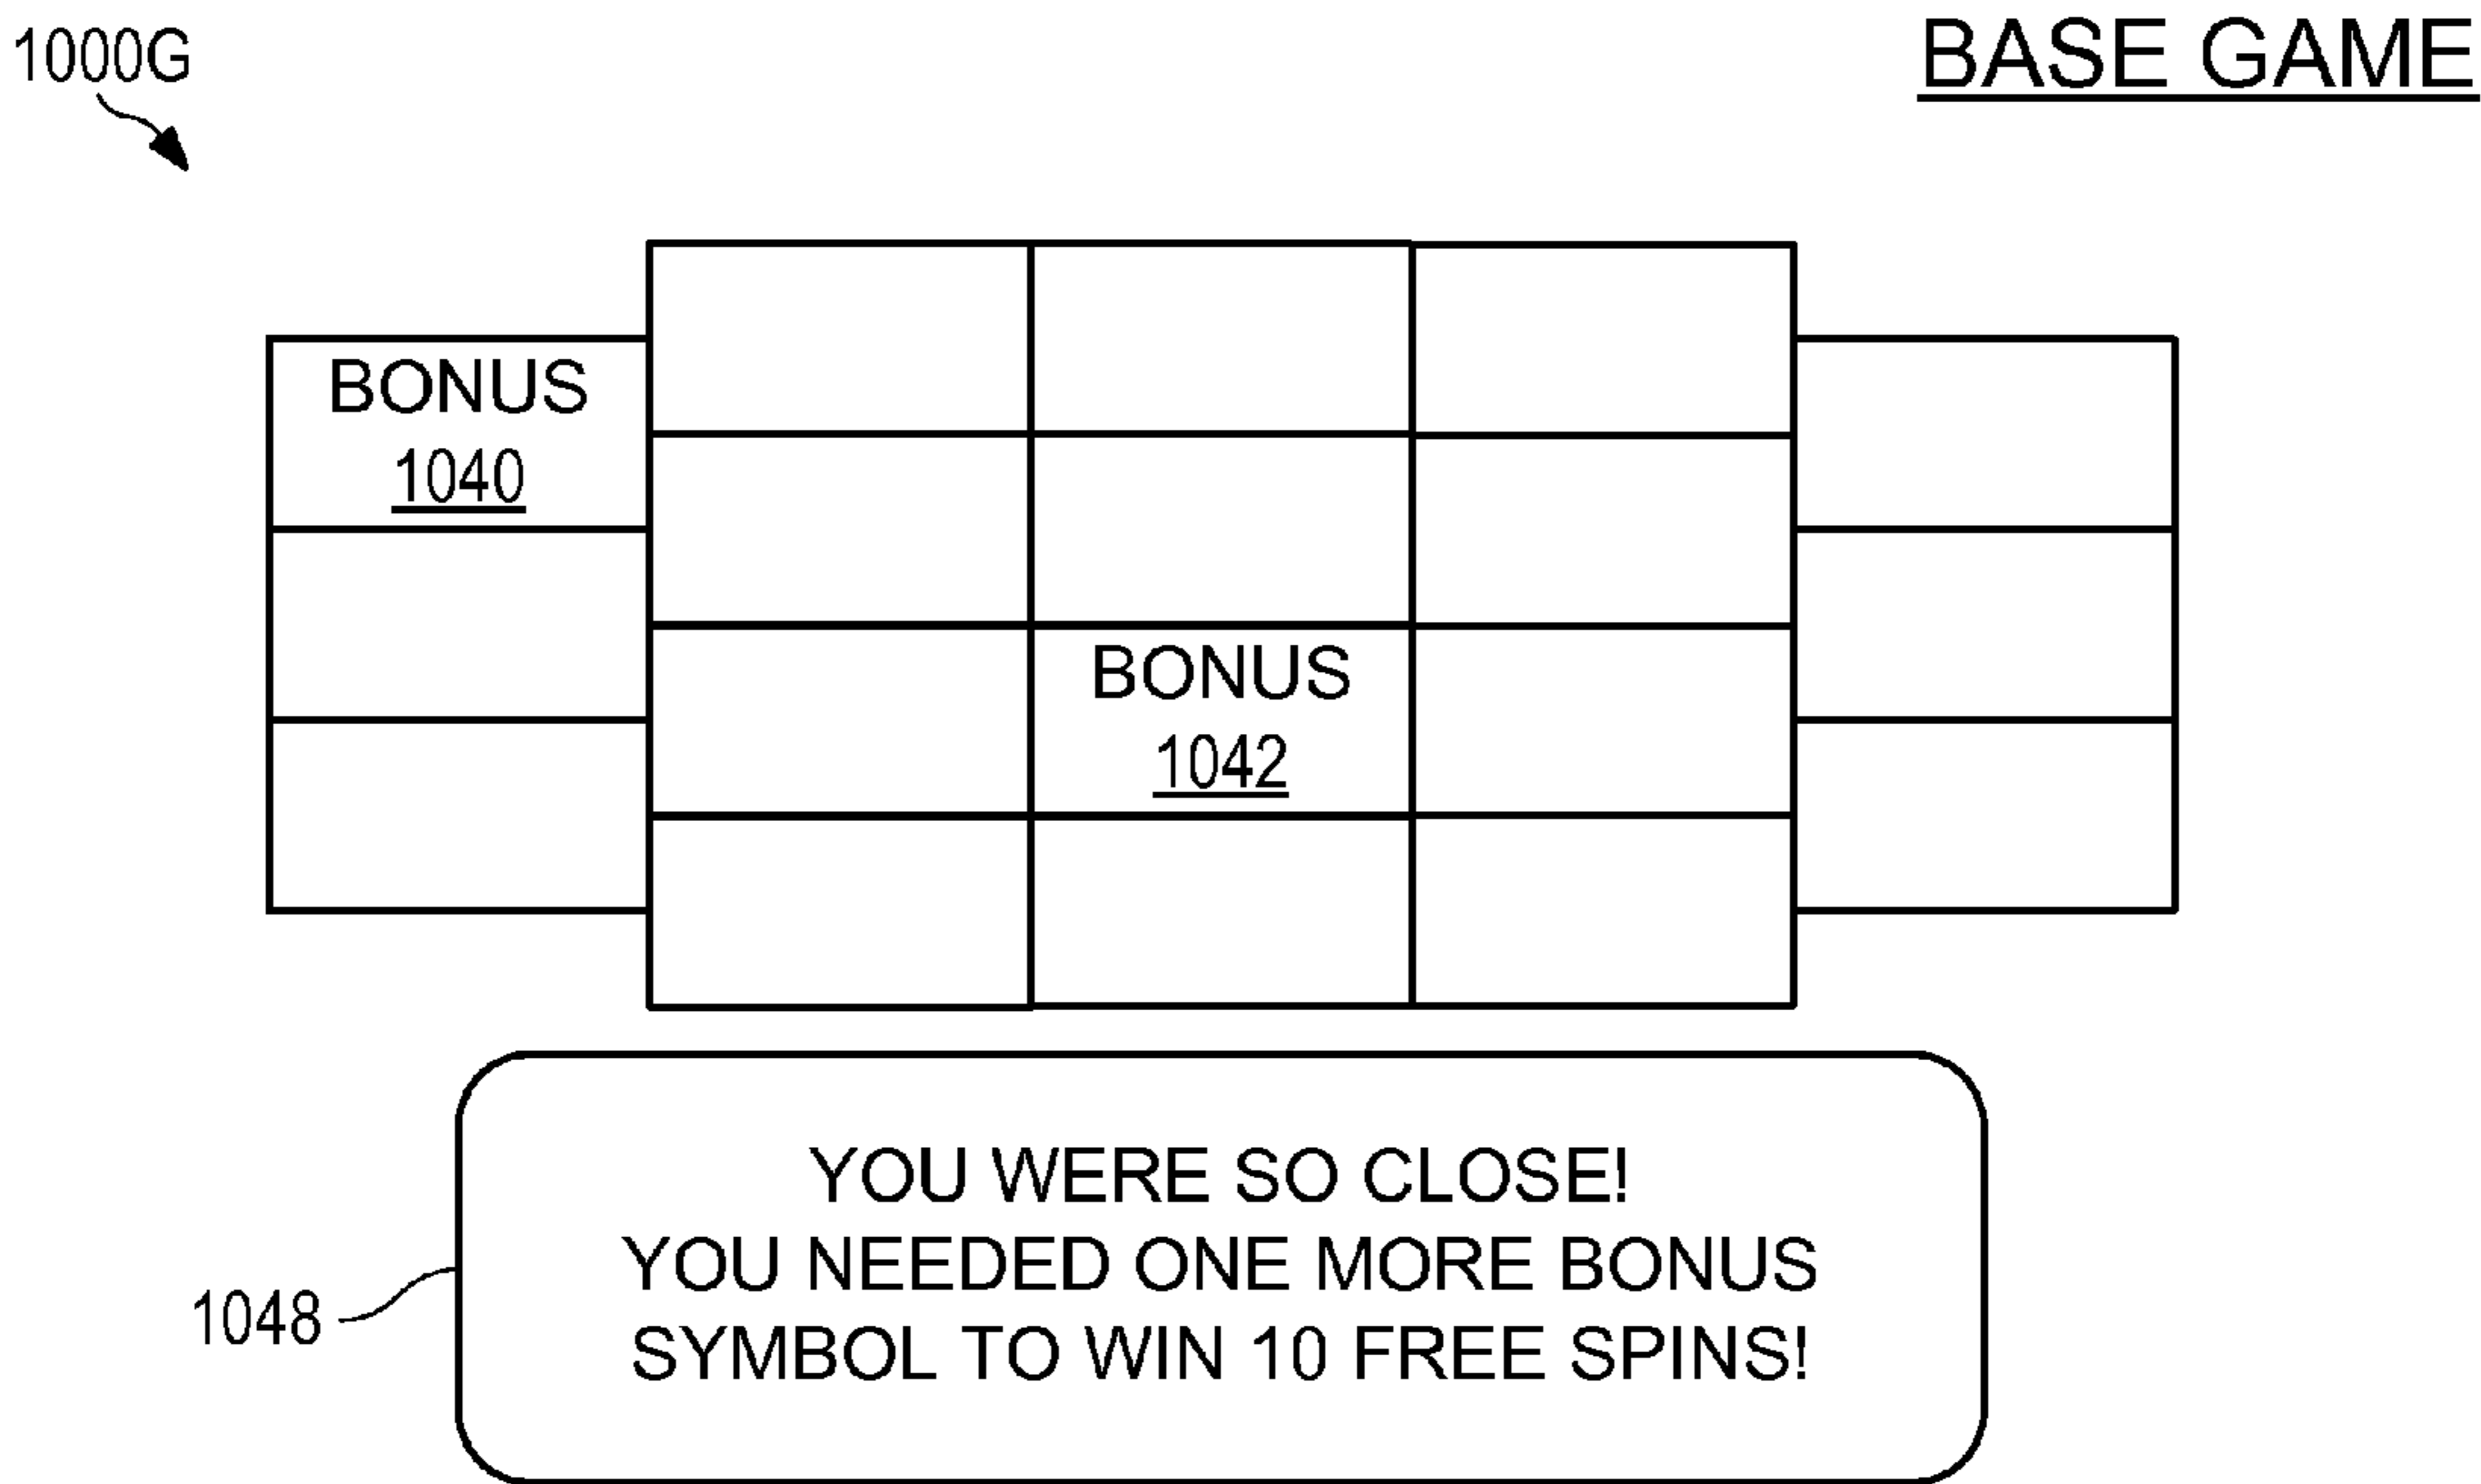 1000G
BASE GAME
BONUS
1040
BONUS
1042
YOU WERE SO CLOSE!
YOU NEEDED ONE MORE BONUS
SYMBOL TO WIN 10 FREE SPINS!
1048